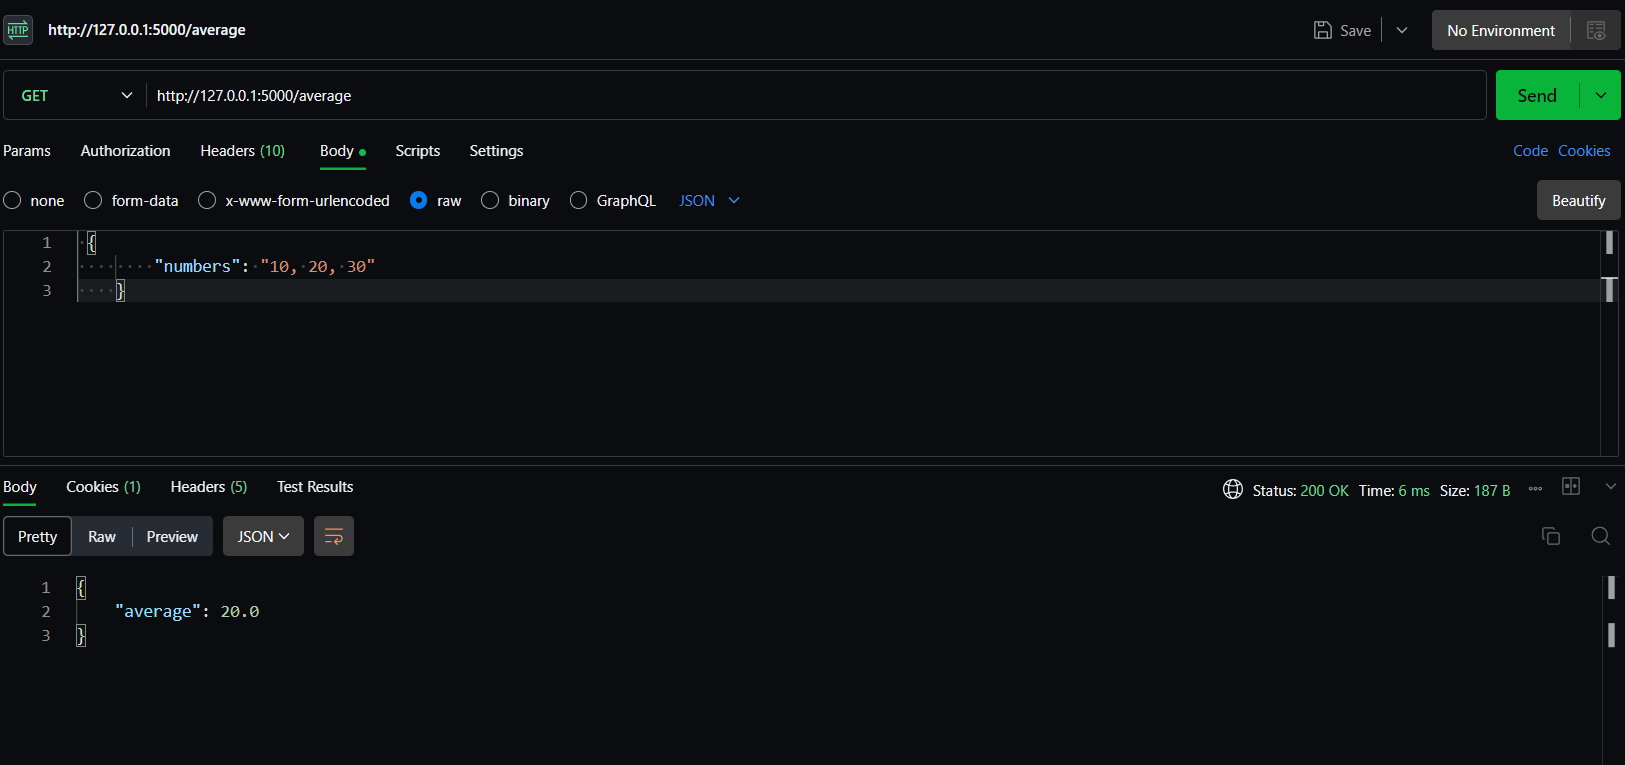 HTTP http://127.0.0.1:5000/average Save No Environment
GET http://127.0.0.1:5000/average Send
Params Authorization Headers (10) Body Scripts Settings Code Cookies
none form-data x-www-form-urlencoded raw binary GraphQL JSON Beautify
1 {
2 "numbers": "10, 20, 30"
3 }
Body Cookies (1) Headers (5) Test Results Status: 200 OK Time: 6 ms Size: 187 B
Pretty Raw Preview JSON
1 {
2 "average": 20.0
3 }